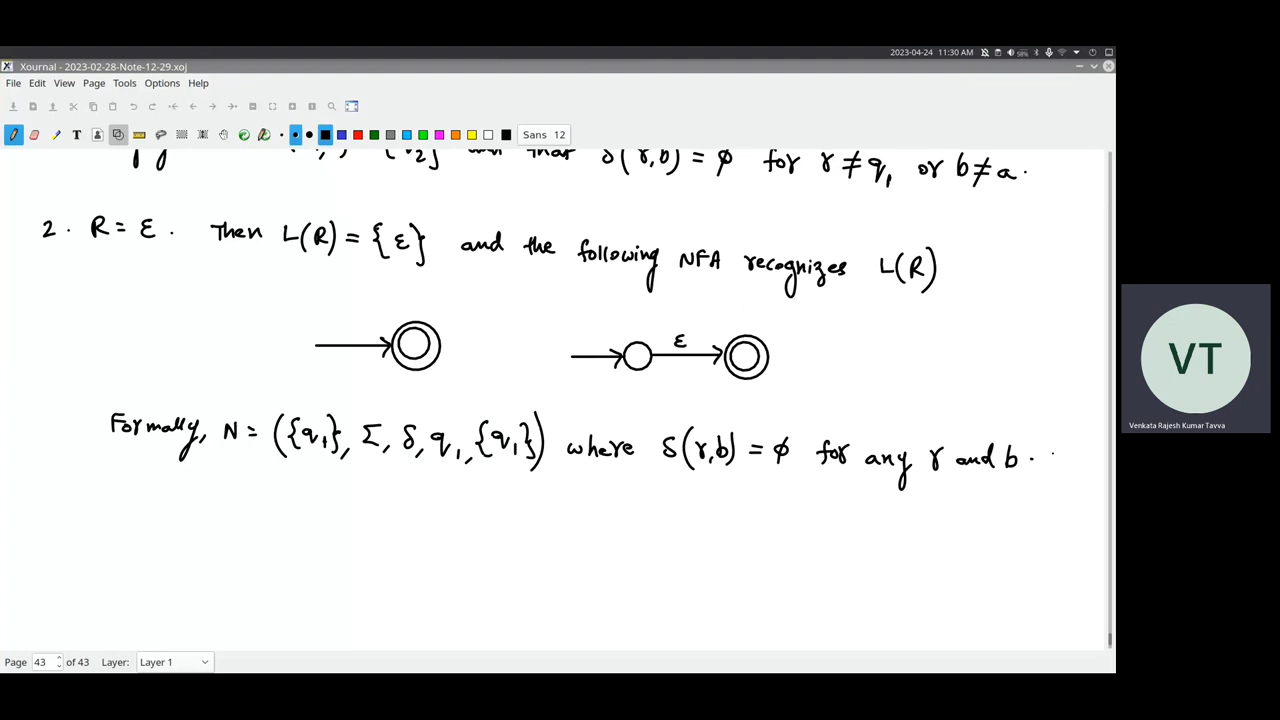 2023-04-24 11:30 AM
Xournal - 2023-02-28-Note-12-29.xoj
File Edit View Page Tools Options Help
Sans 12
that δ(r,b) = φ for r ≠ q₁ or b ≠ a.
2. R = ε. Then L(R) = {ε} and the following NFA recognizes L(R)
ε
Formally, N = ({q₁}, Σ, δ, q₁, {q₁}) where δ(r,b) = φ for any r and b.
VT
Venkata Rajesh Kumar Tavva
Page 43 of 43 Layer: Layer 1